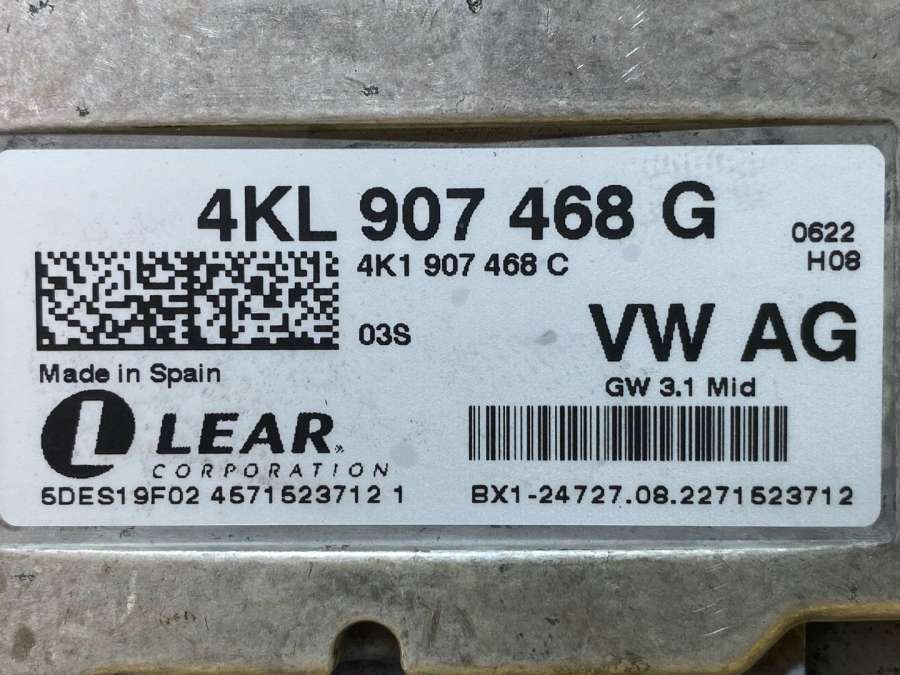 4KL 907 468 G
0622
4K1 907 468 C
H08
03S
VW AG
Made in Spain
GW 3.1 Mid
LEAR
CORPORATION
5DES19F02 4571523712 1
BX1-24727.08.2271523712